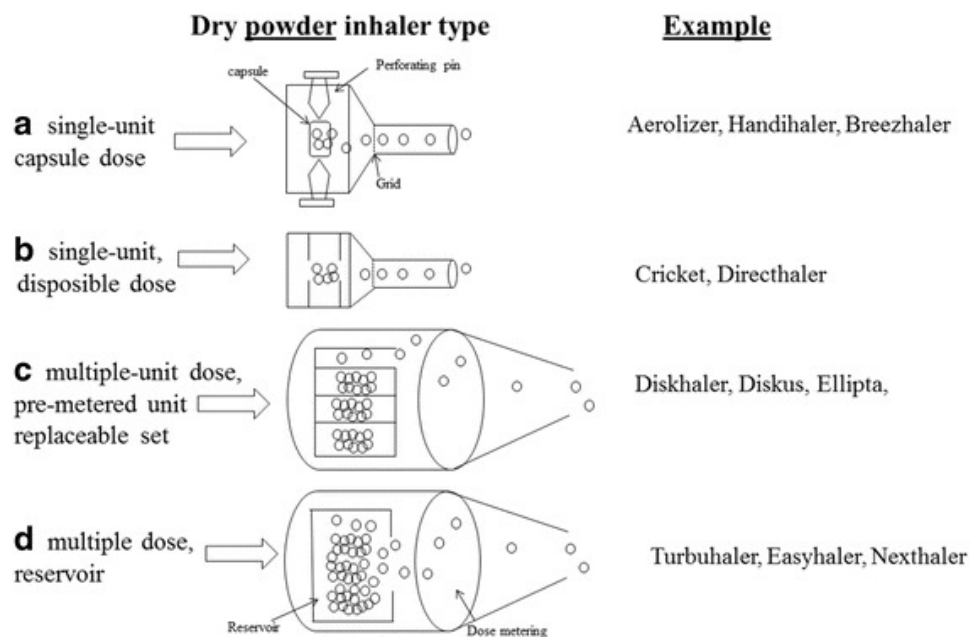 Dry powder inhaler type
Example
capsule
Perforating pin
a single-unit
capsule dose
Grid
Aerolizer, Handihaler, Breezhaler
b single-unit,
disposible dose
Cricket, Directhaler
c multiple-unit dose,
pre-metered unit
replaceable set
Diskhaler, Diskus, Ellipta,
d multiple dose,
reservoir
Reservoir
Dose metering
Turbuhaler, Easyhaler, Nexthaler